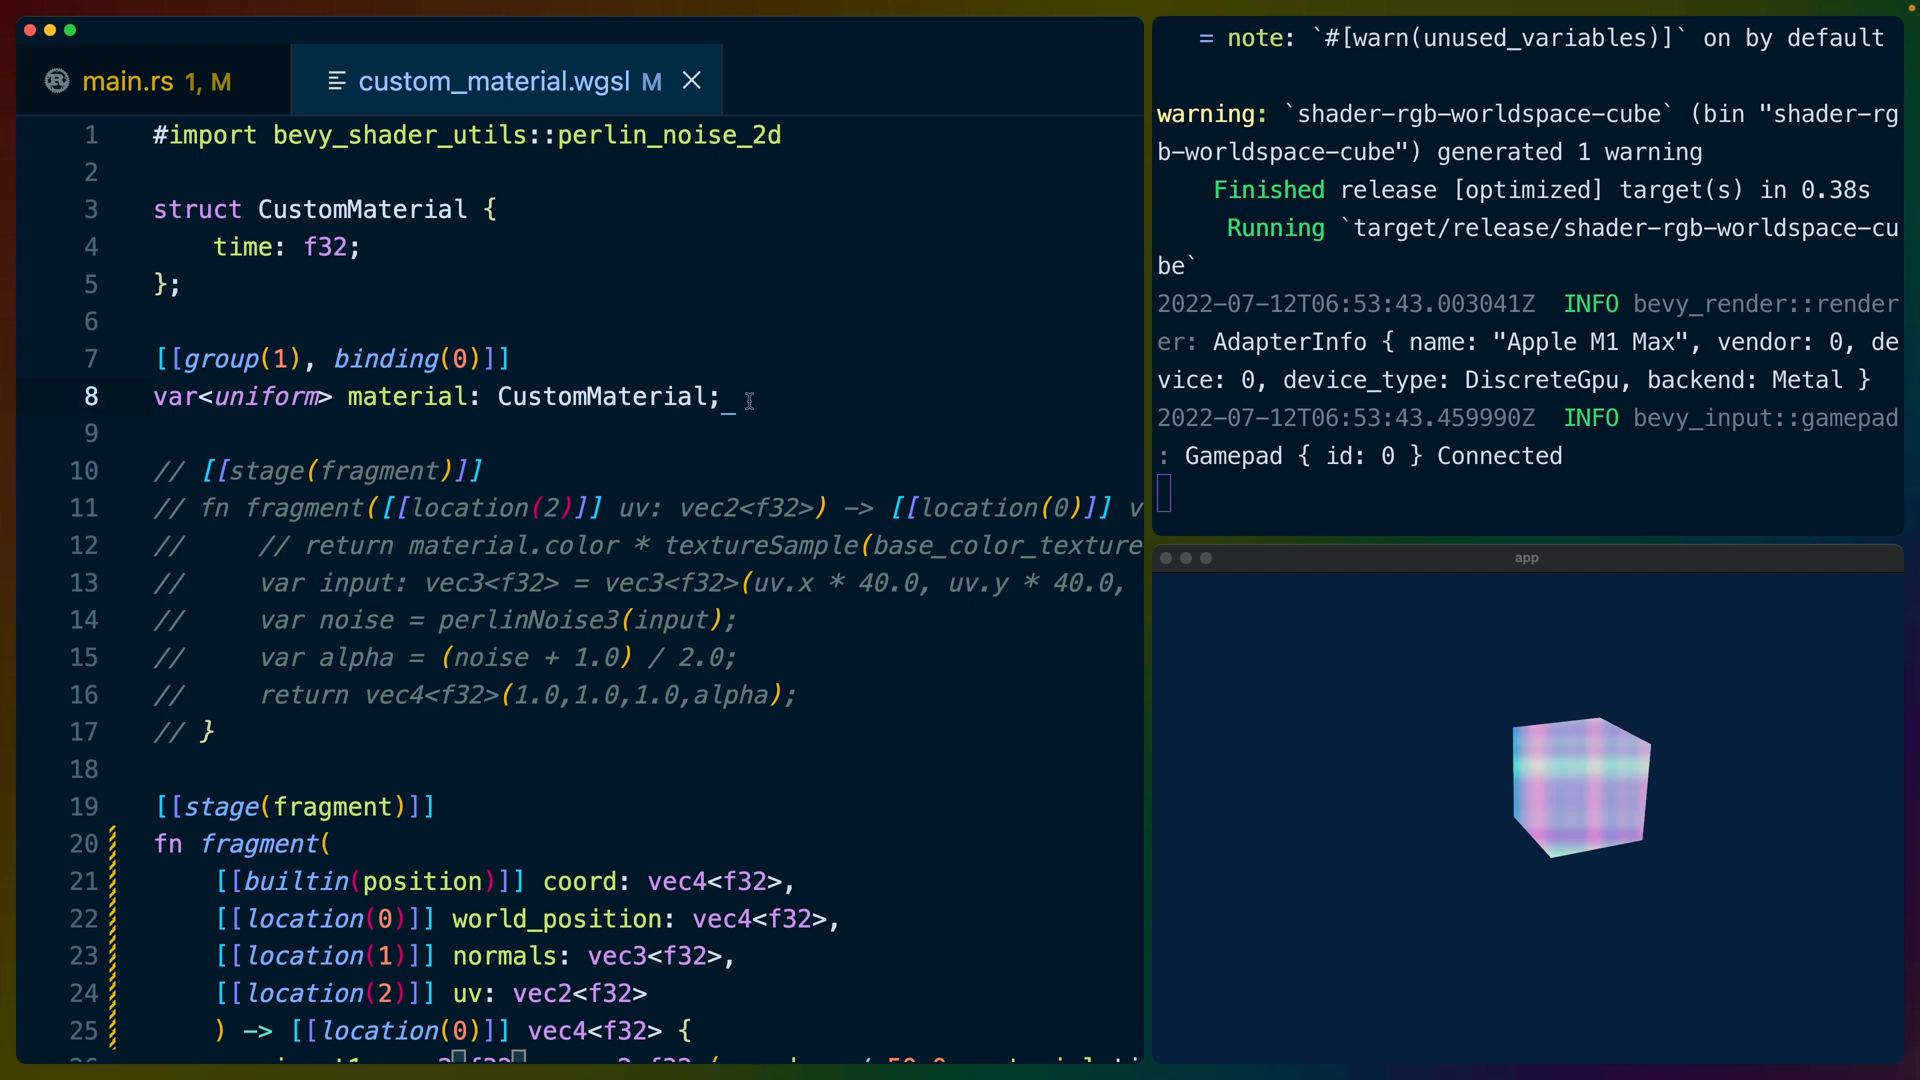 main.rs 1, M
custom_material.wgsl M
1 #import bevy_shader_utils::perlin_noise_2d
2
3 struct CustomMaterial {
4 time: f32;
5 };
6
7 [[group(1), binding(0)]]
8 var<uniform> material: CustomMaterial;
9
10 // [[stage(fragment)]]
11 // fn fragment([[location(2)]] uv: vec2<f32>) -> [[location(0)]] v
12 // // return material.color * textureSample(base_color_texture
13 // var input: vec3<f32> = vec3<f32>(uv.x * 40.0, uv.y * 40.0,
14 // var noise = perlinNoise3(input);
15 // var alpha = (noise + 1.0) / 2.0;
16 // return vec4<f32>(1.0,1.0,1.0,alpha);
17 // }
18
19 [[stage(fragment)]]
20 fn fragment(
21 [[builtin(position)]] coord: vec4<f32>,
22 [[location(0)]] world_position: vec4<f32>,
23 [[location(1)]] normals: vec3<f32>,
24 [[location(2)]] uv: vec2<f32>
25 ) -> [[location(0)]] vec4<f32> {
= note: `#[warn(unused_variables)]` on by default
warning: `shader-rgb-worldspace-cube` (bin "shader-rg
b-worldspace-cube") generated 1 warning
Finished release [optimized] target(s) in 0.38s
Running `target/release/shader-rgb-worldspace-cu
be`
2022-07-12T06:53:43.003041Z INFO bevy_render::render
er: AdapterInfo { name: "Apple M1 Max", vendor: 0, de
vice: 0, device_type: DiscreteGpu, backend: Metal }
2022-07-12T06:53:43.459990Z INFO bevy_input::gamepad
: Gamepad { id: 0 } Connected
app